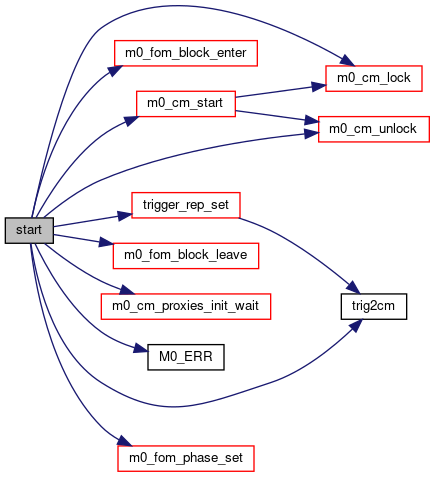 m0_fom_block_enter
m0_cm_lock
m0_cm_start
m0_cm_unlock
start
trigger_rep_set
m0_fom_block_leave
m0_cm_proxies_init_wait
trig2cm
M0_ERR
m0_fom_phase_set